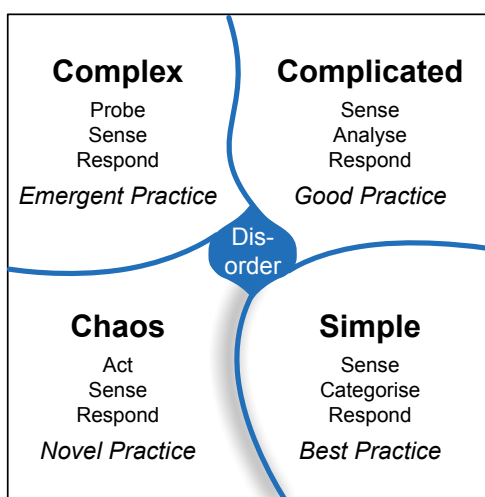 Complex
Probe
Sense
Respond
Emergent Practice
Complicated
Sense
Analyse
Respond
Good Practice
Dis-
order
Chaos
Act
Sense
Respond
Novel Practice
Simple
Sense
Categorise
Respond
Best Practice